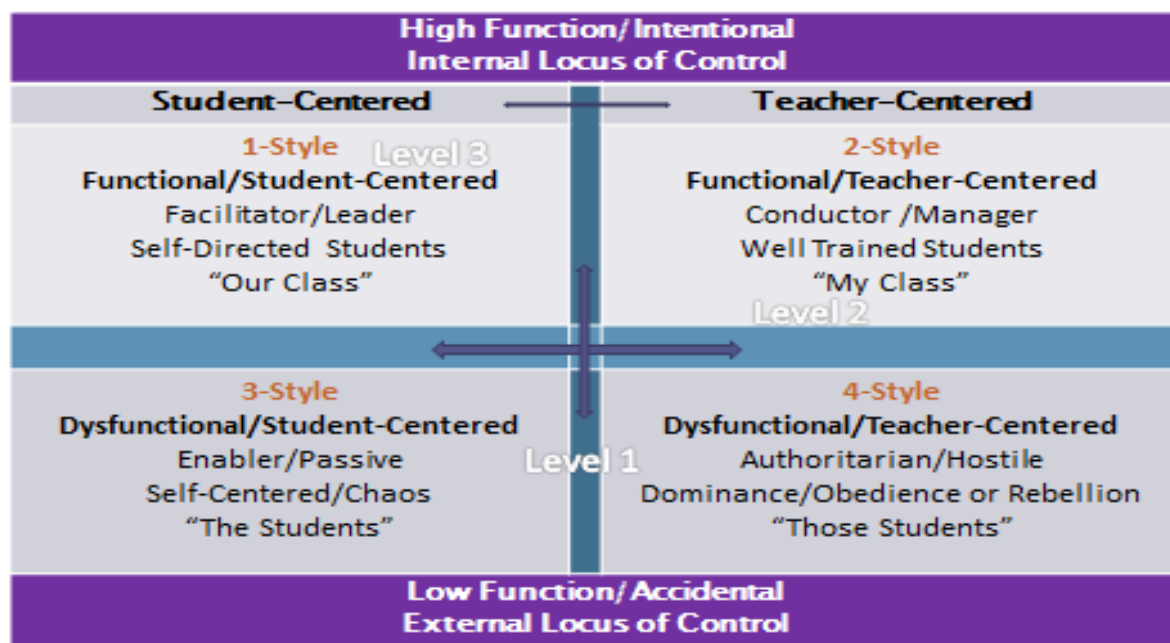 High Function/Intentional
Internal Locus of Control
Student-Centered
Teacher-Centered
1-Style
Level 3
Functional/Student-Centered
Facilitator/Leader
Self-Directed Students
“Our Class”
2-Style
Functional/Teacher-Centered
Conductor /Manager
Well Trained Students
“My Class”
Level 2
3-Style
Dysfunctional/Student-Centered
Enabler/Passive
Self-Centered/Chaos
“The Students”
Level 1
4-Style
Dysfunctional/Teacher-Centered
Authoritarian/Hostile
Dominance/Obedience or Rebellion
“Those Students”
Low Function/Accidental
External Locus of Control